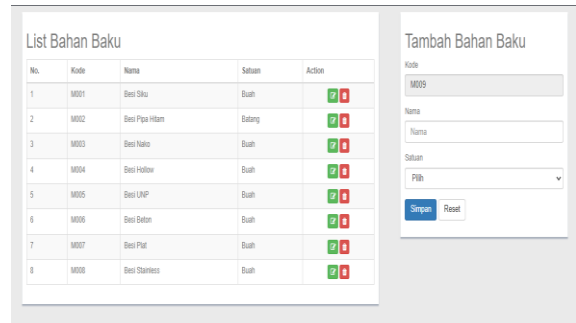 List Bahan Baku
No. Kode Nama Satuan Action
1 M001 Besi Siku Buah
2 M002 Besi Pipa Hitam Batang
3 M003 Besi Nako Buah
4 M004 Besi Hollow Buah
5 M005 Besi UNP Buah
6 M006 Besi Beton Buah
7 M007 Besi Plat Buah
8 M008 Besi Stainless Buah
Tambah Bahan Baku
Kode
M009
Nama
Nama
Satuan
Pilih
Simpan Reset